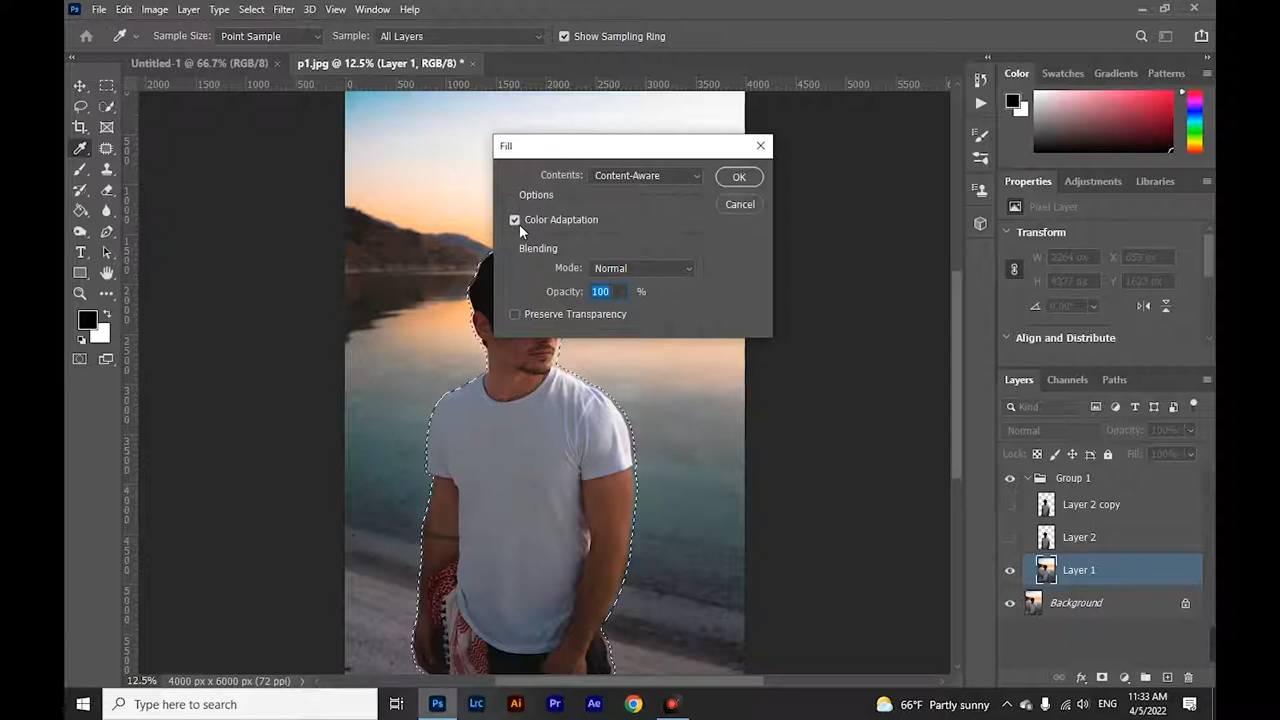 Ps File Edit Image Layer Type Select Filter 3D View Window Help
Sample Size: Point Sample Sample: All Layers Show Sampling Ring
Untitled-1 @ 66.7% (RGB/8) × p1.jpg @ 12.5% (Layer 1, RGB/8) * ×
1000 500 0 500 1000 1500 2000 2500 3000 3500 4000 4500 5000 5500
Fill
Contents: Content-Aware OK
Options
Cancel
Color Adaptation
Blending
Mode: Normal
Opacity: 100 %
Preserve Transparency
Color Swatches Gradients Patterns
Properties Adjustments Libraries
Pixel Layer
Transform
W 2264 px X
H 4377 px Y
0.00°
Align and Distribute
Layers Channels Paths
Kind
Normal Opacity: 100%
Lock: Fill: 100%
Group 1
Layer 2 copy
Layer 2
Layer 1
Background
12.5% 4000 px x 6000 px (72 ppi)
Type here to search Ps Lrc Ai Pr Ae 66°F Partly sunny ENG 11:33 AM
4/5/2022